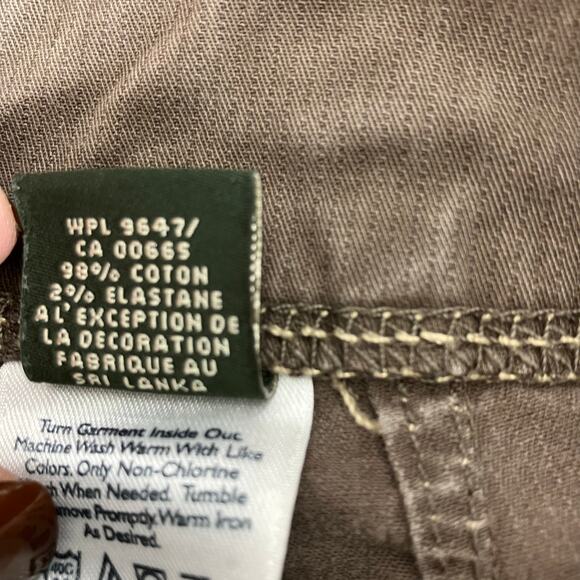 WPL 9647/
CA 00665
98% COTON
2% ELASTANE
A L'EXCEPTION DE
LA DECORATION
FABRIQUE AU
SRI LANKA
Turn Garment Inside Out.
Machine Wash Warm With Like
Colors. Only Non-Chlorine
When Needed. Tumble
Promptly. Warm Iron
As Desired.
40C